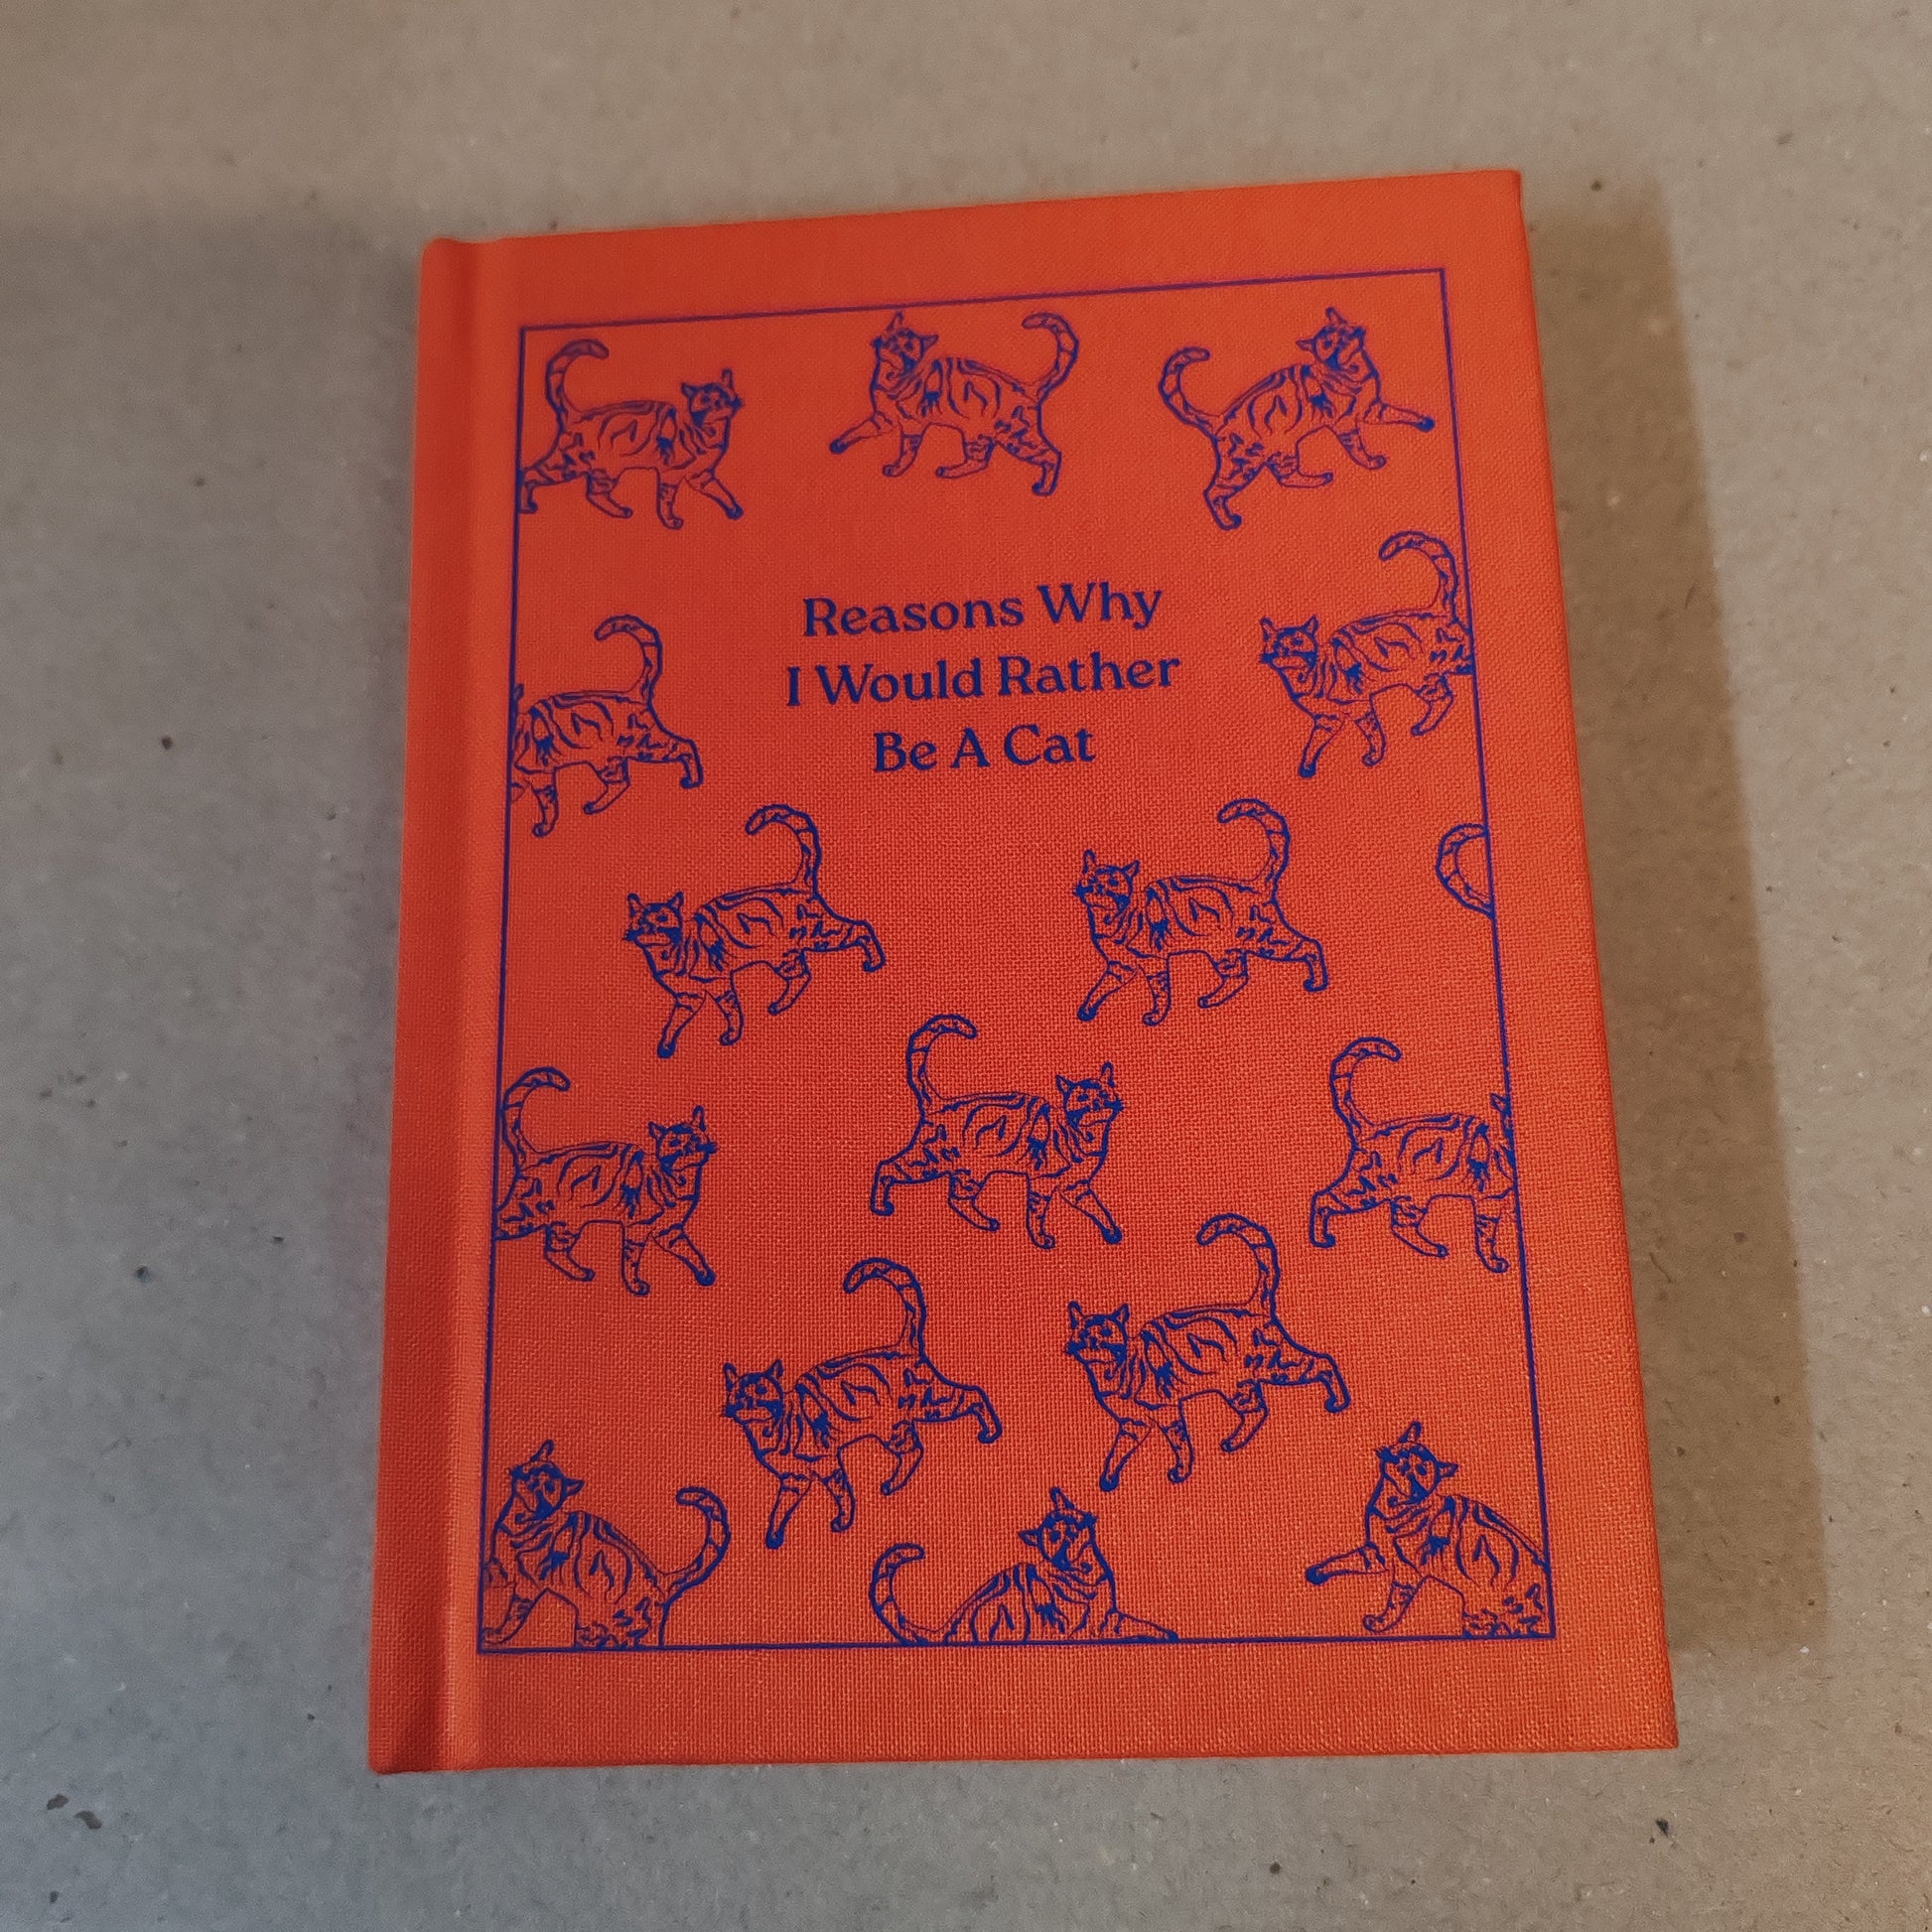 Reasons Why
I Would Rather
Be A Cat